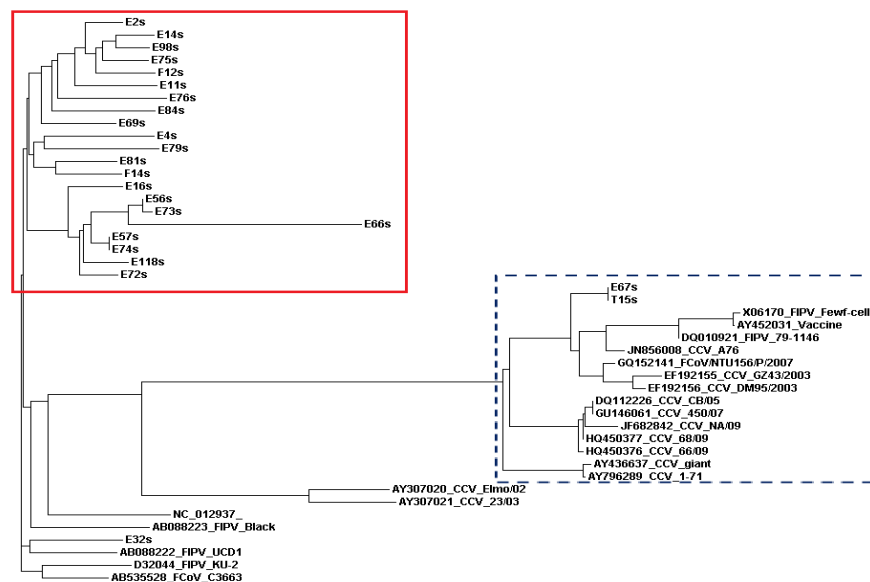 E2s
E14s
E98s
E75s
F12s
E11s
E76s
E84s
E69s
E4s
E79s
E81s
F14s
E16s
E56s
E73s
E66s
E57s
E74s
E118s
E72s
E67s
T15s
X06170_FIPV_Fewf-cell
AY452031_Vaccine
DQ010921_FIPV_79-1146
JN856008_CCV_A76
GQ152141_FCoV/NTU156/P/2007
EF192155_CCV_GZ43/2003
EF192156_CCV_DM95/2003
DQ112226_CCV_CB/05
GU146061_CCV_450/07
JF682842_CCV_NA/09
HQ450377_CCV_68/09
HQ450376_CCV_66/09
AY436637_CCV_giant
AY796289_CCV_1-71
AY307020_CCV_Elmo/02
AY307021_CCV_23/03
NC_012937_
AB088223_FIPV_Black
E32s
AB088222_FIPV_UCD1
D32044_FIPV_KU-2
AB535528_FCoV_C3663